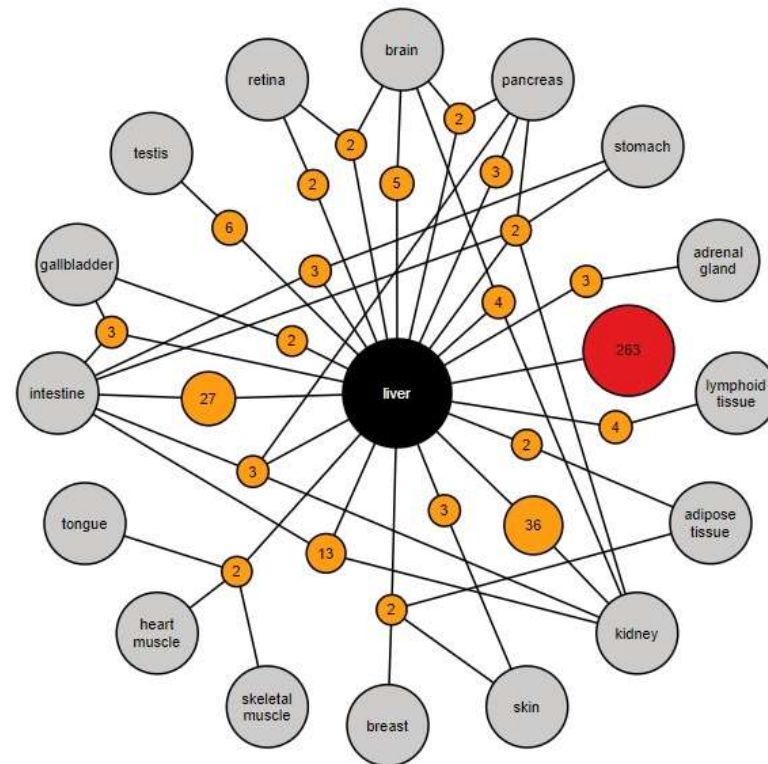 brain
retina
pancreas
2
2
testis
stomach
3
2
5
6
2
gallbladder
adrenal
gland
3
3
4
3
2
263
intestine
27
liver
lymphoid
tissue
4
2
3
3
36
adipose
tissue
tongue
13
2
2
heart
muscle
kidney
skeletal
muscle
breast
skin